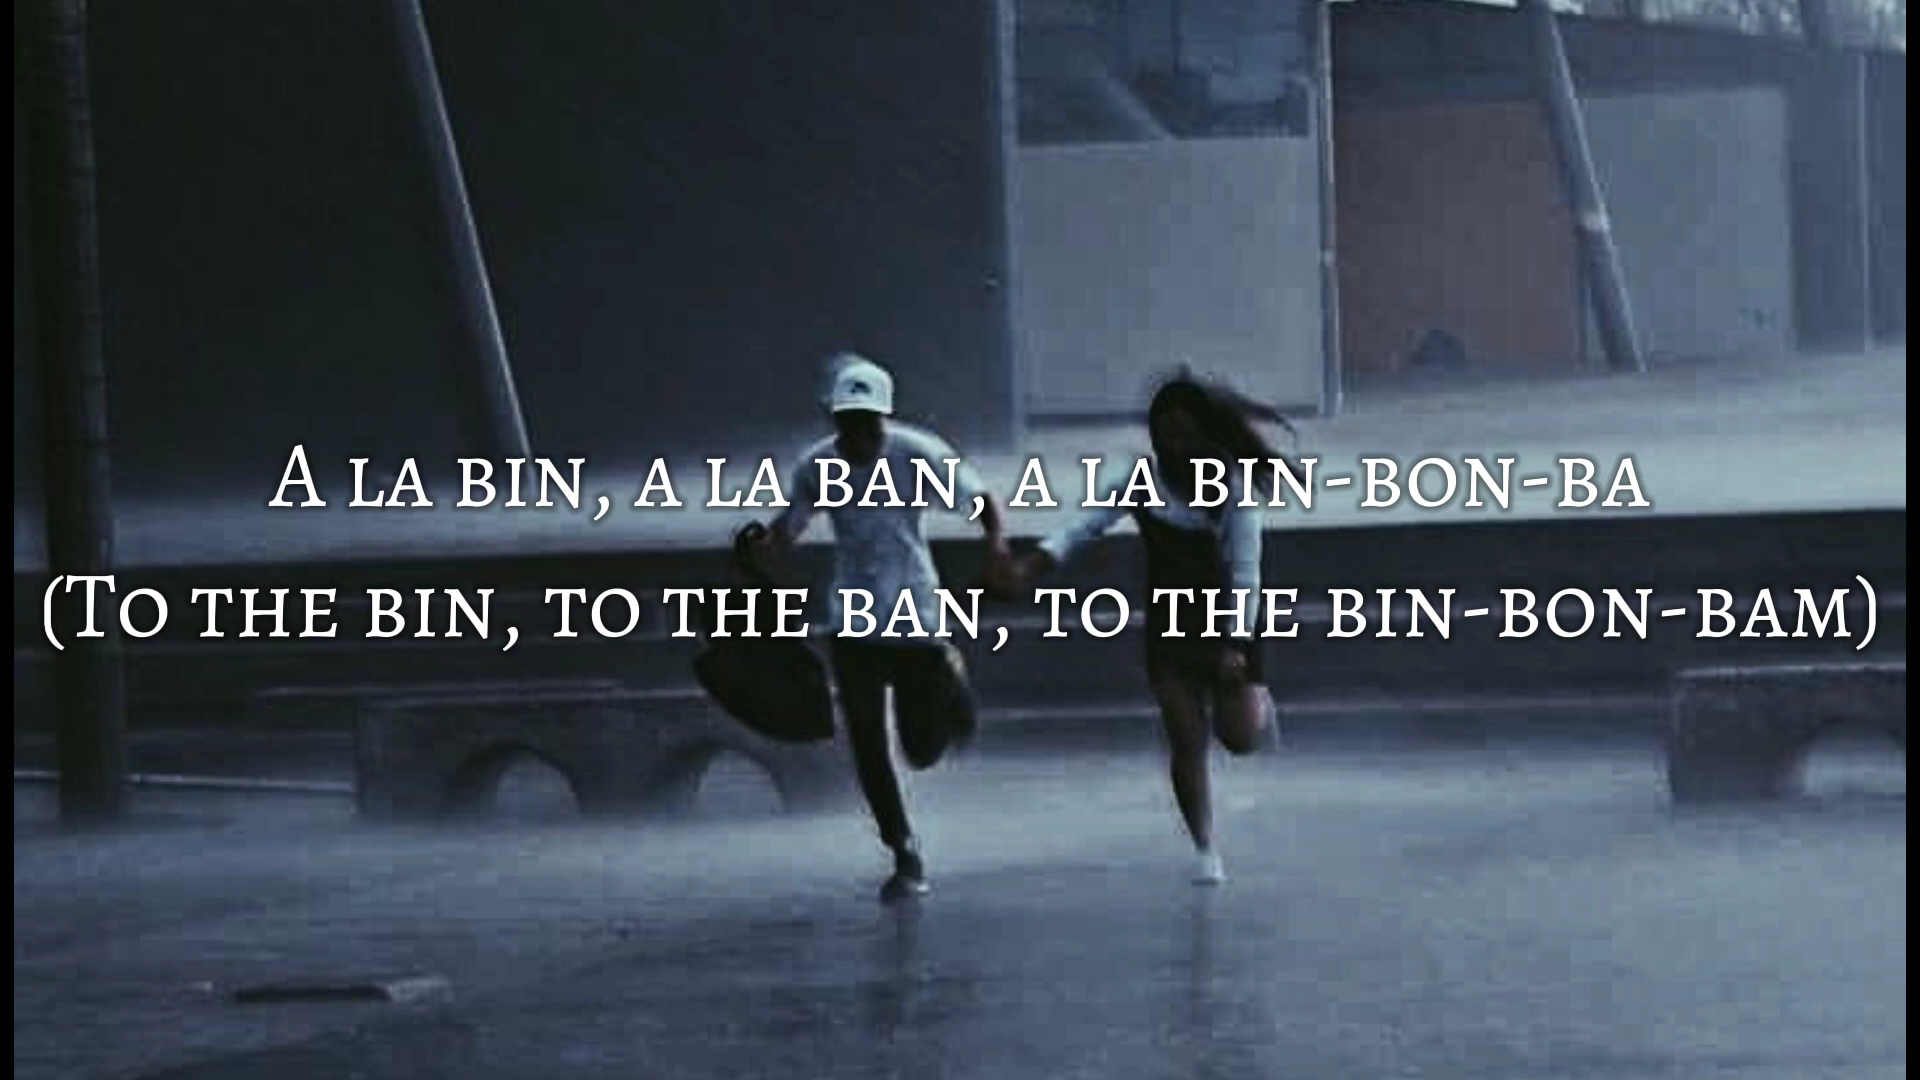 A la bin, a la ban, a la bin-bon-ba
(To the bin, to the ban, to the bin-bon-bam)